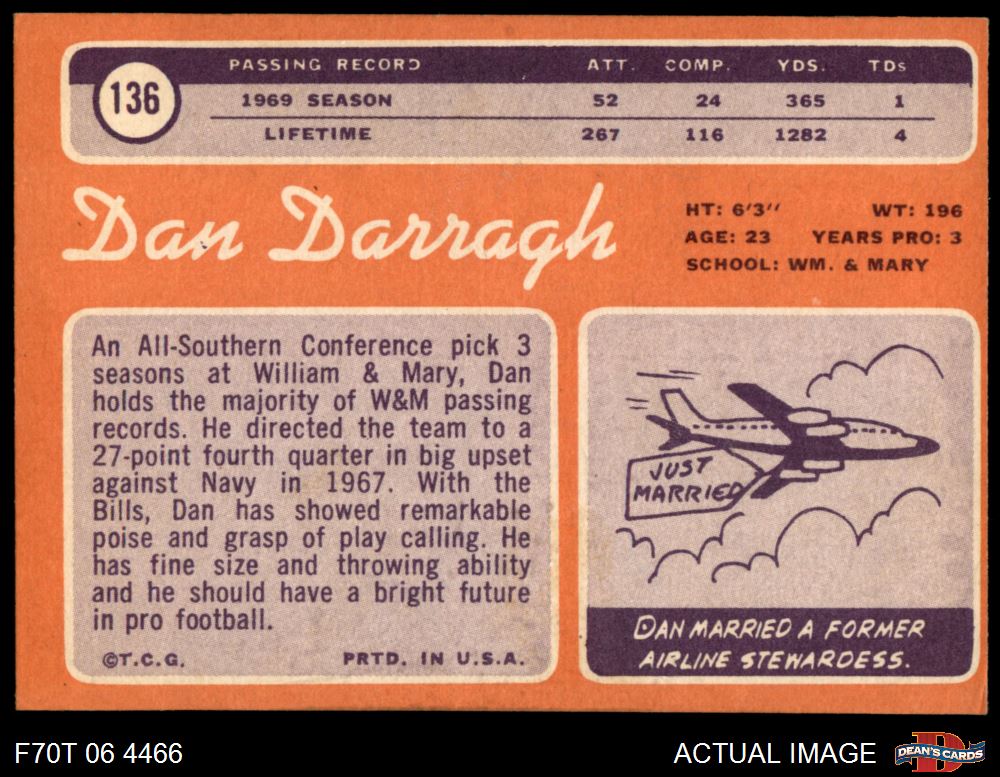 136
PASSING RECORD ATT. COMP. YDS. TDs
1969 SEASON 52 24 365 1
LIFETIME 267 116 1282 4
Dan Darragh
HT: 6'3'' WT: 196
AGE: 23 YEARS PRO: 3
SCHOOL: WM. & MARY
An All-Southern Conference pick 3
seasons at William & Mary, Dan
holds the majority of W&M passing
records. He directed the team to a
27-point fourth quarter in big upset
against Navy in 1967. With the
Bills, Dan has showed remarkable
poise and grasp of play calling. He
has fine size and throwing ability
and he should have a bright future
in pro football.
©T.C.G. PRTD. IN U.S.A.
JUST
MARRIED
DAN MARRIED A FORMER
AIRLINE STEWARDESS.
F70T 06 4466 ACTUAL IMAGE DEAN'S CARDS